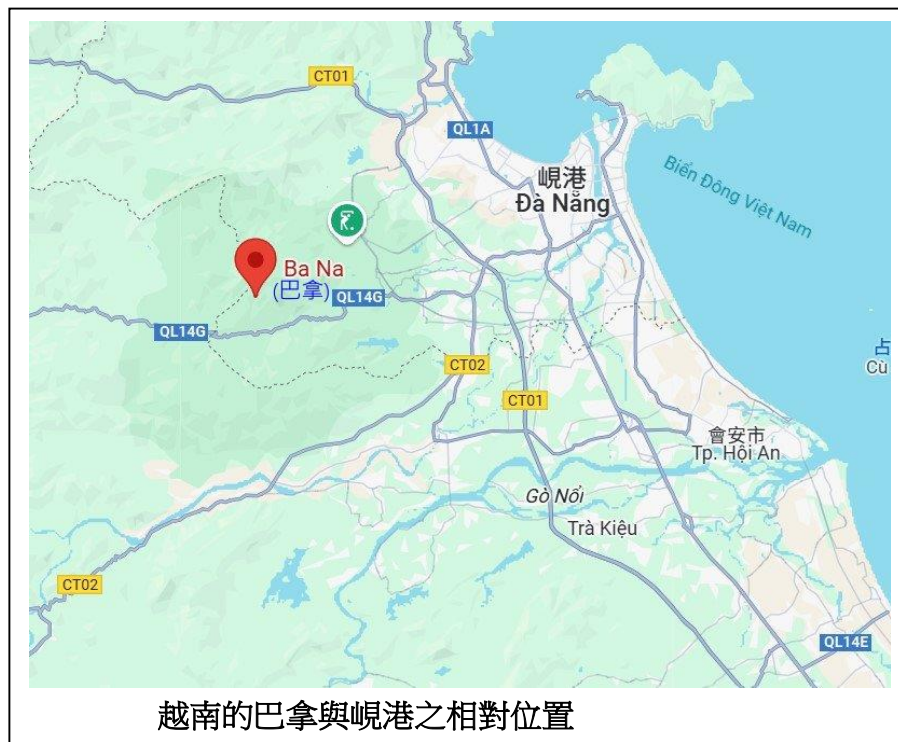 CT01
QL1A
峴港
Đà Nẵng
Biển Đông Việt Nam
Ba Na
(巴拿)
QL14G
QL14G
CT02
CT01
占
Cù
會安市
Tp. Hội An
Gò Nổi
Trà Kiệu
CT02
QL14E
越南的巴拿與峴港之相對位置